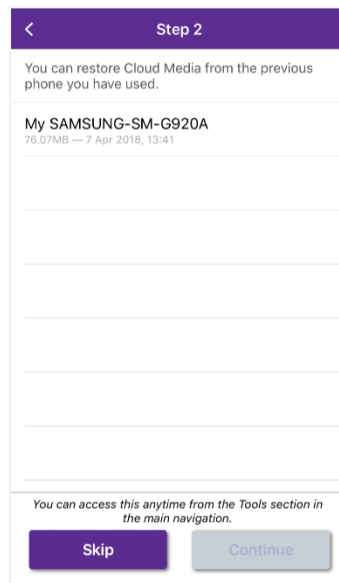 Step 2
You can restore Cloud Media from the previous
phone you have used.
My SAMSUNG-SM-G920A
76.07MB — 7 Apr 2018, 13:41
You can access this anytime from the Tools section in
the main navigation.
Skip
Continue